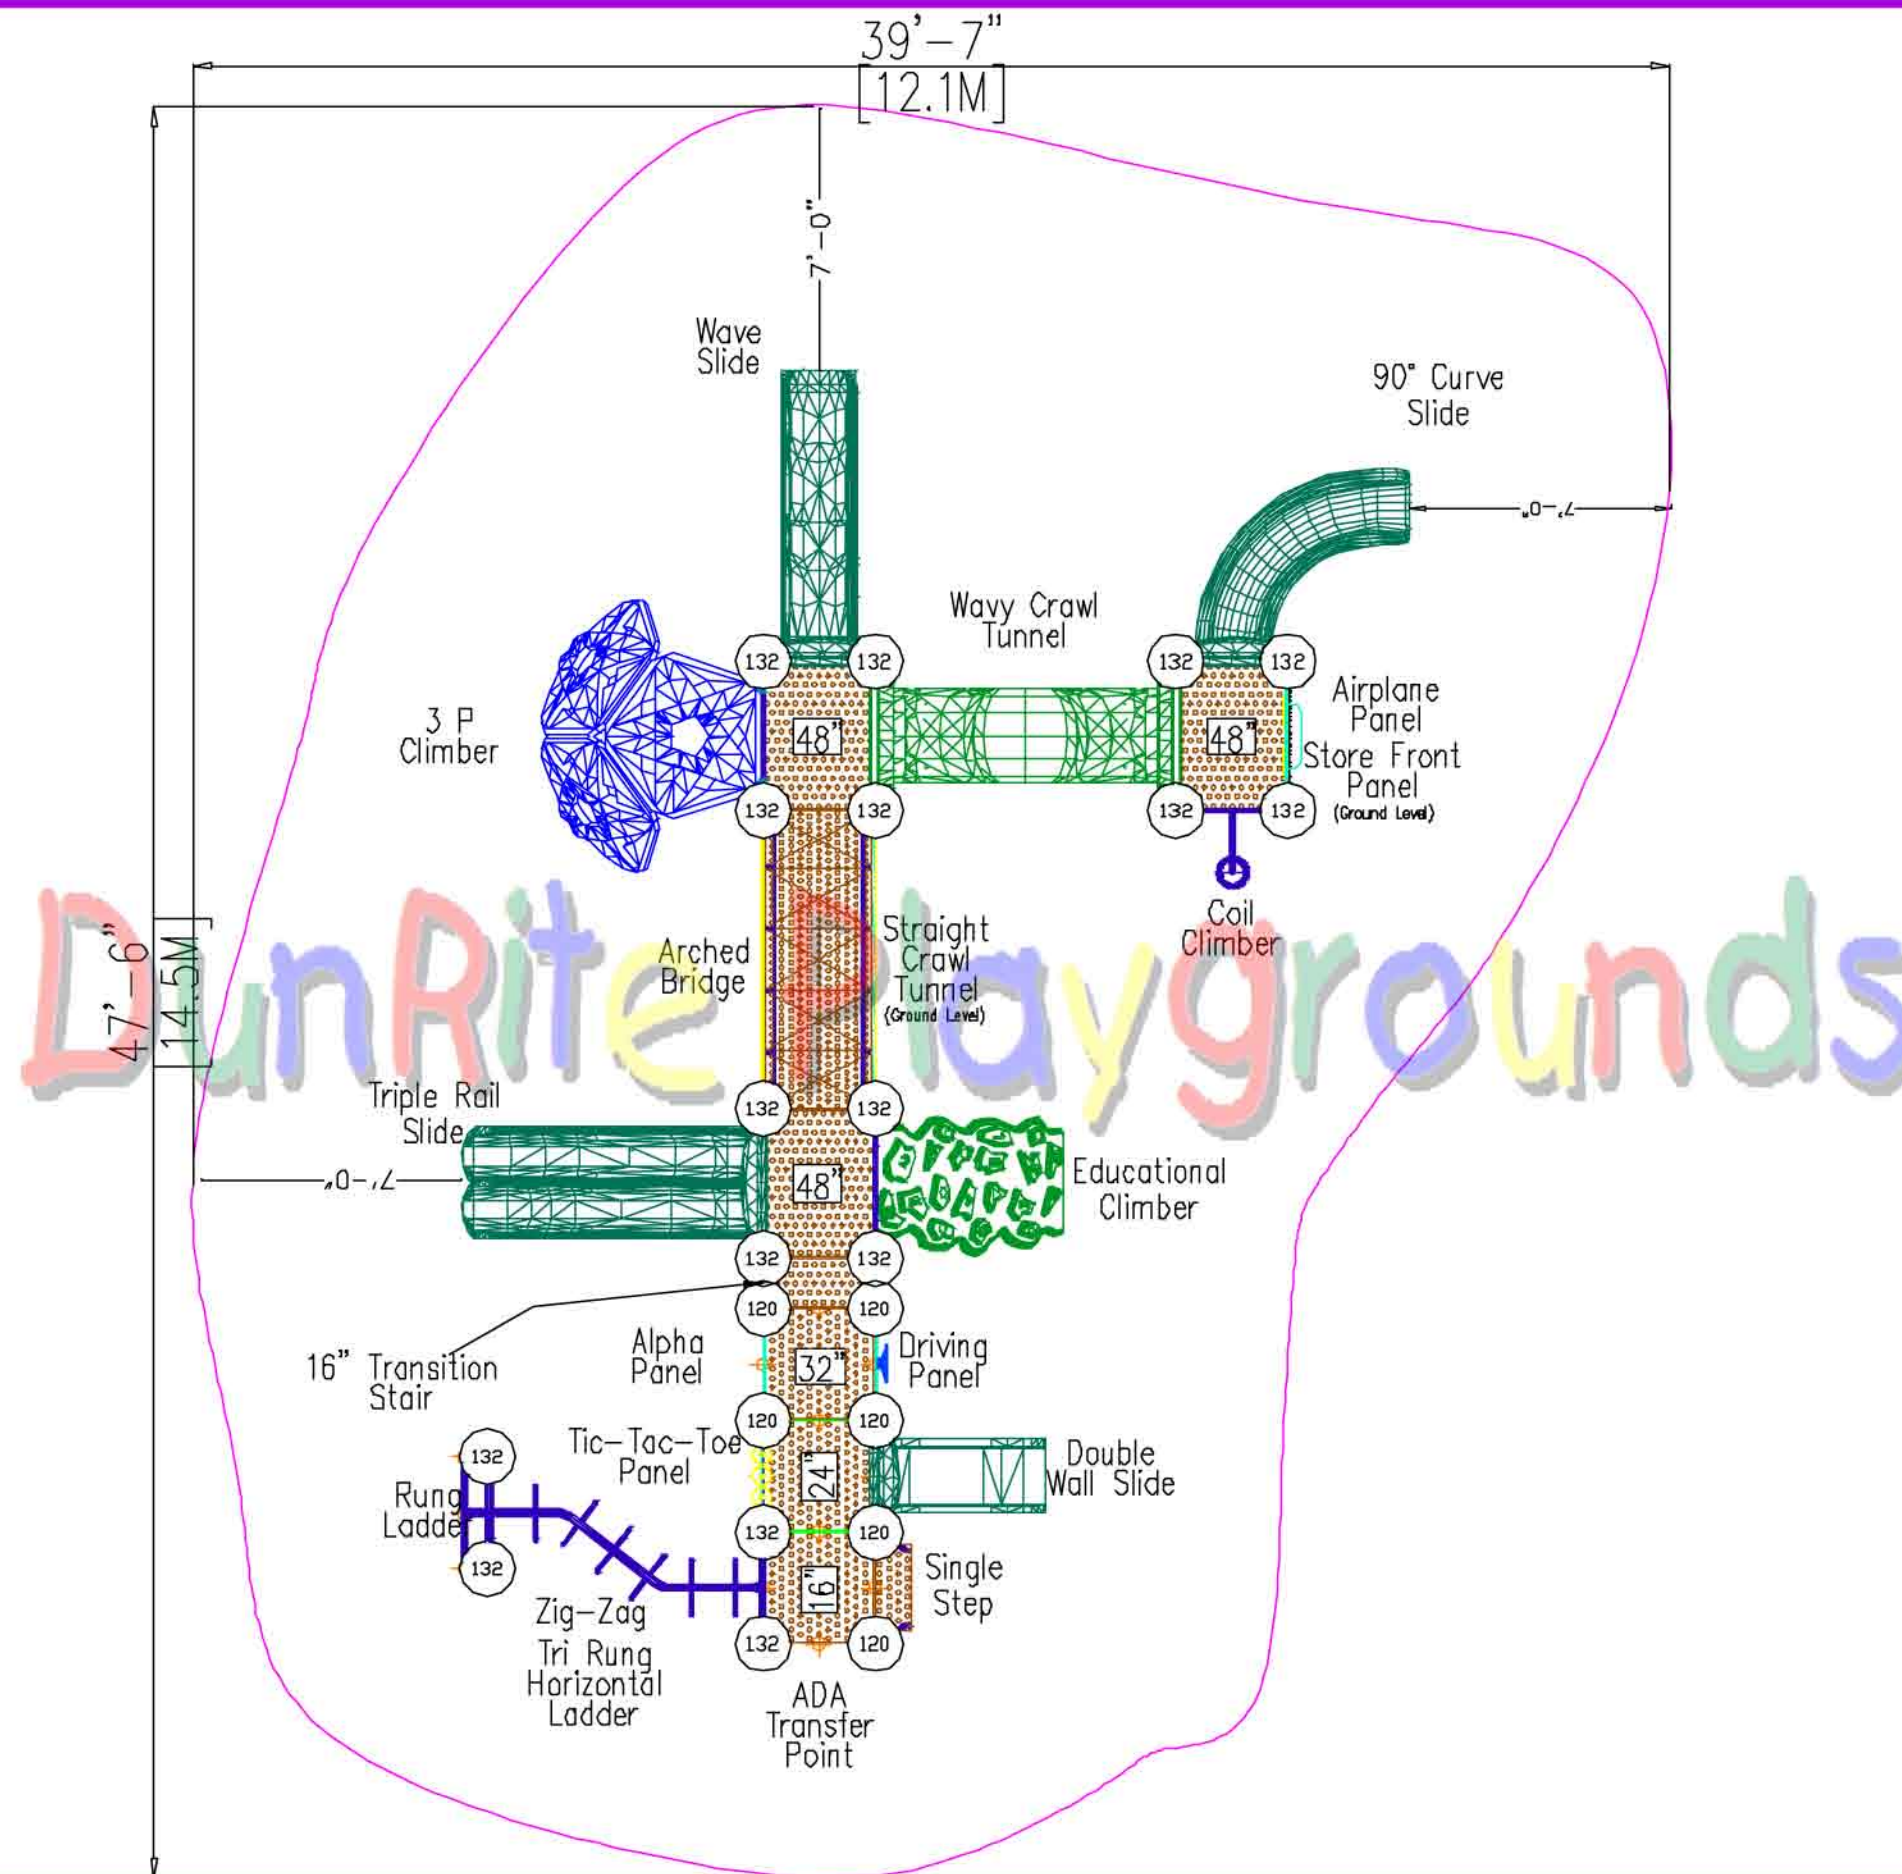 39'-7"
[12.1M]
7'-0"
Wave
Slide
90° Curve
Slide
7'-0"
Wavy Crawl
Tunnel
132
132
132
132
3 P
Climber
48"
48"
Airplane
Panel
Store Front
Panel
(Ground Level)
132
132
132
132
Coil
Climber
Arched
Bridge
Straight
Crawl
Tunnel
(Ground Level)
DunRite Playgrounds
47'-6"
14.5M
Triple Rail
Slide
132
132
7'-0"
48"
Educational
Climber
132
132
120
120
16" Transition
Stair
Alpha
Panel
32"
Driving
Panel
120
120
Tic-Tac-Toe
Panel
24"
Double
Wall Slide
132
Rung
Ladder
132
132
120
Zig-Zag
Tri Rung
Horizontal
Ladder
16"
Single
Step
132
120
ADA
Transfer
Point